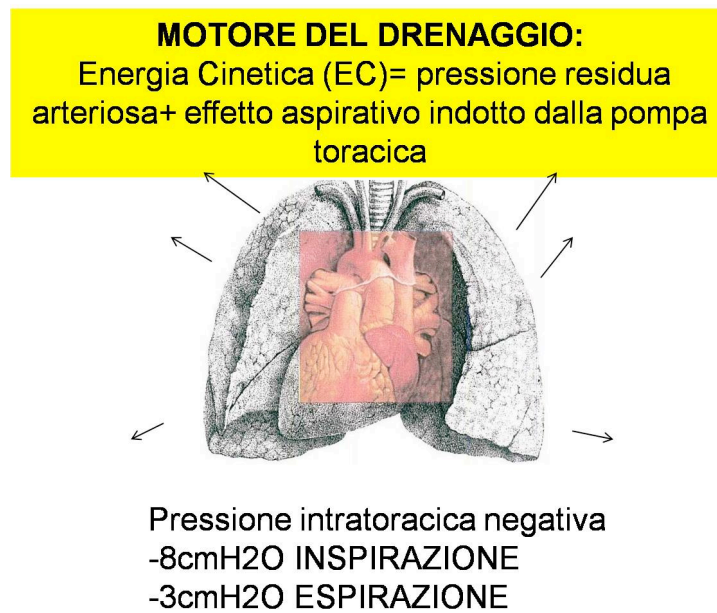 MOTORE DEL DRENAGGIO:
Energia Cinetica (EC)= pressione residua
arteriosa+ effetto aspirativo indotto dalla pompa
toracica
Pressione intratoracica negativa
-8cmH2O INSPIRAZIONE
-3cmH2O ESPIRAZIONE